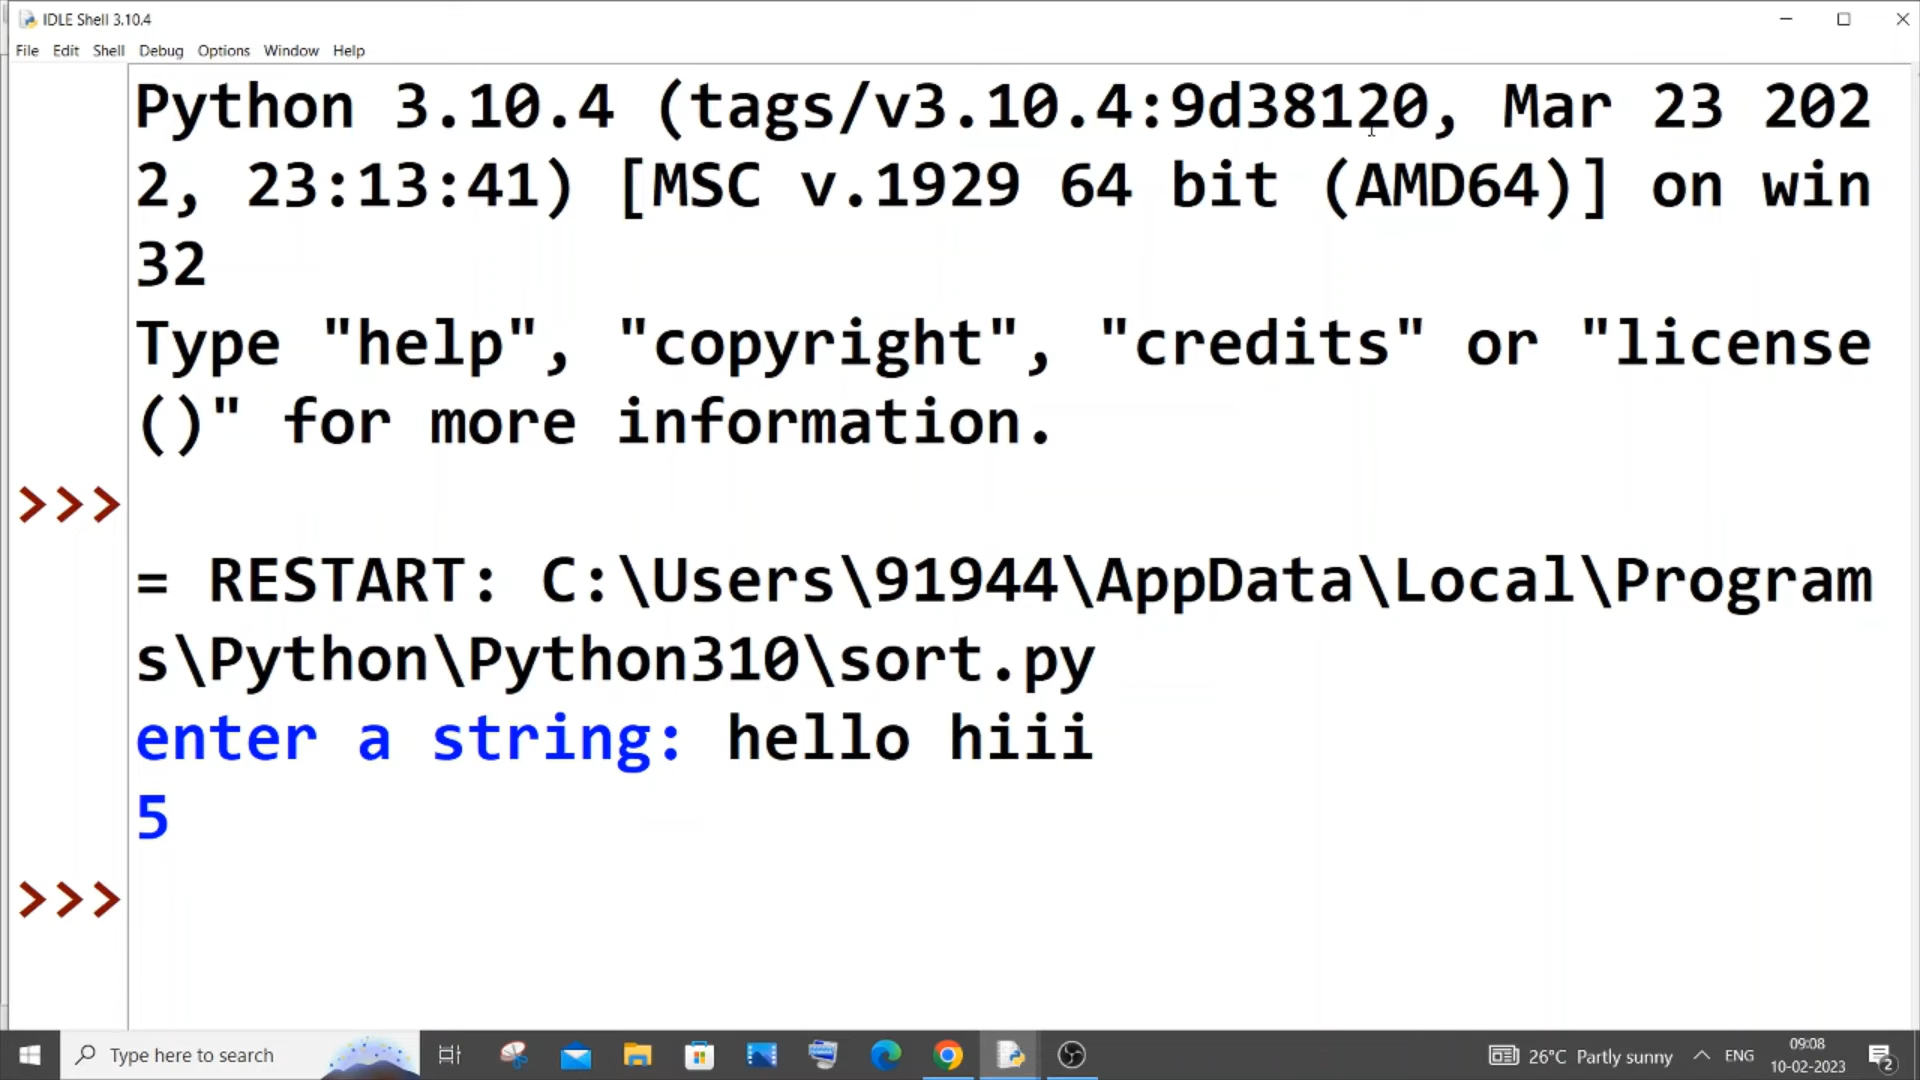 IDLE Shell 3.10.4
File Edit Shell Debug Options Window Help
Python 3.10.4 (tags/v3.10.4:9d38120, Mar 23 202
2, 23:13:41) [MSC v.1929 64 bit (AMD64)] on win
32
Type "help", "copyright", "credits" or "license
()" for more information.
>>>
= RESTART: C:\Users\91944\AppData\Local\Program
s\Python\Python310\sort.py
enter a string: hello hiii
5
>>>
Type here to search
26°C Partly sunny
ENG
09:08
10-02-2023
2